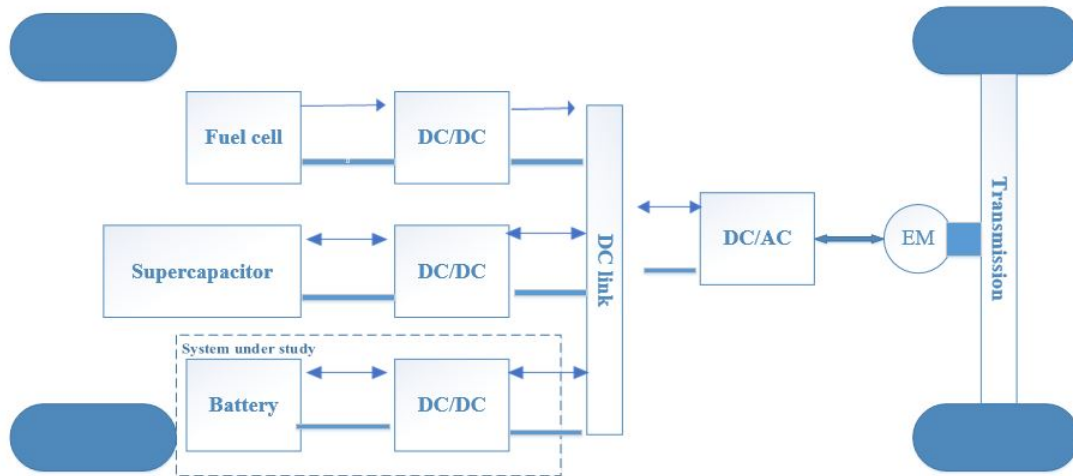 Fuel cell
DC/DC
Supercapacitor
DC/DC
DC link
DC/AC
EM
Transmission
System under study
Battery
DC/DC